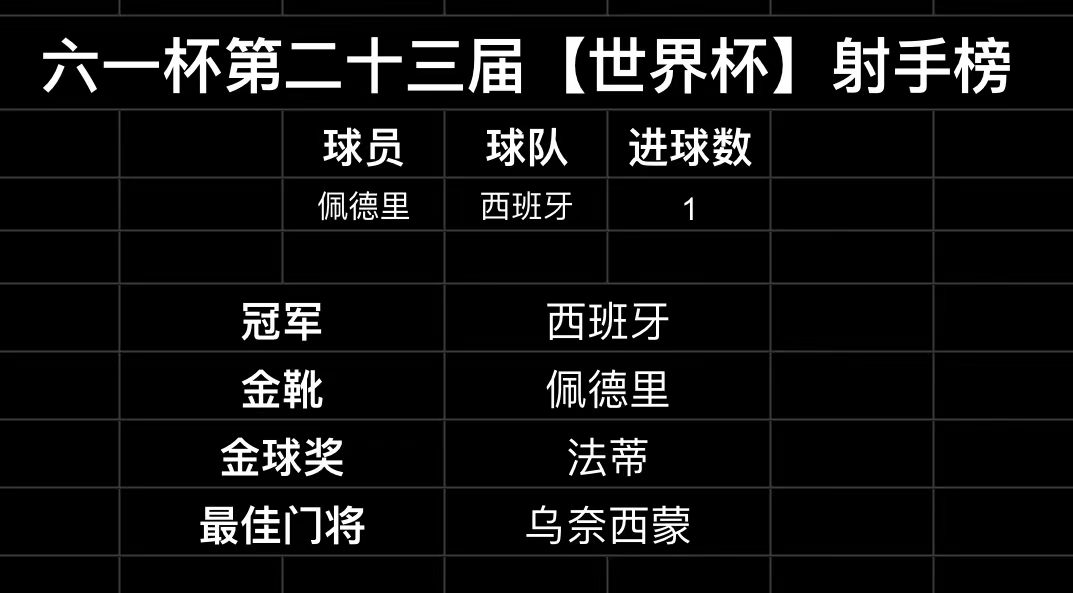 六一杯第二十三届【世界杯】射手榜
球员 球队 进球数
佩德里 西班牙 1
冠军 西班牙
金靴 佩德里
金球奖 法蒂
最佳门将 乌奈西蒙